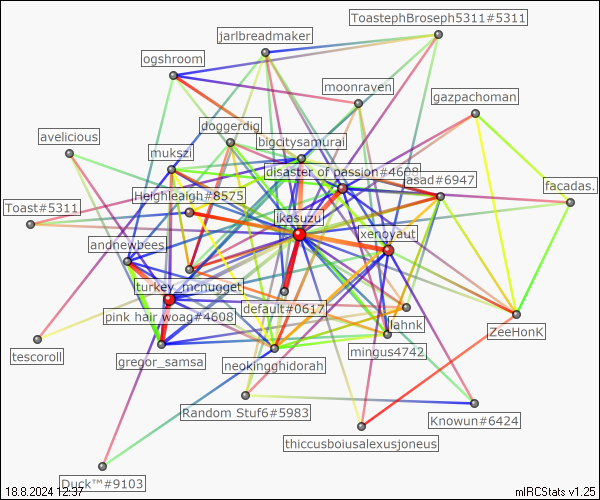 ToastephBroseph5311#5311
jarlbreadmaker
ogshroom
moonraven
gazpachoman
doggerdig
bigcitysamurai
avelicious
mukszi
disaster of passion#4608
asad#6947
facadas.
Heighleaigh#8575
Toast#5311
ikasuzu
xenoyaut
andnewbees
turkey_mcnugget
default#0617
pink hair woag#4608
lahnk
ZeeHonK
tescoroll
gregor_samsa
neokingghidorah
mingus4742
Random Stuf6#5983
Knowun#6424
thiccusboiusalexusjoneus
Duck™#9103
18.8.2024 12:37
mIRCStats v1.25